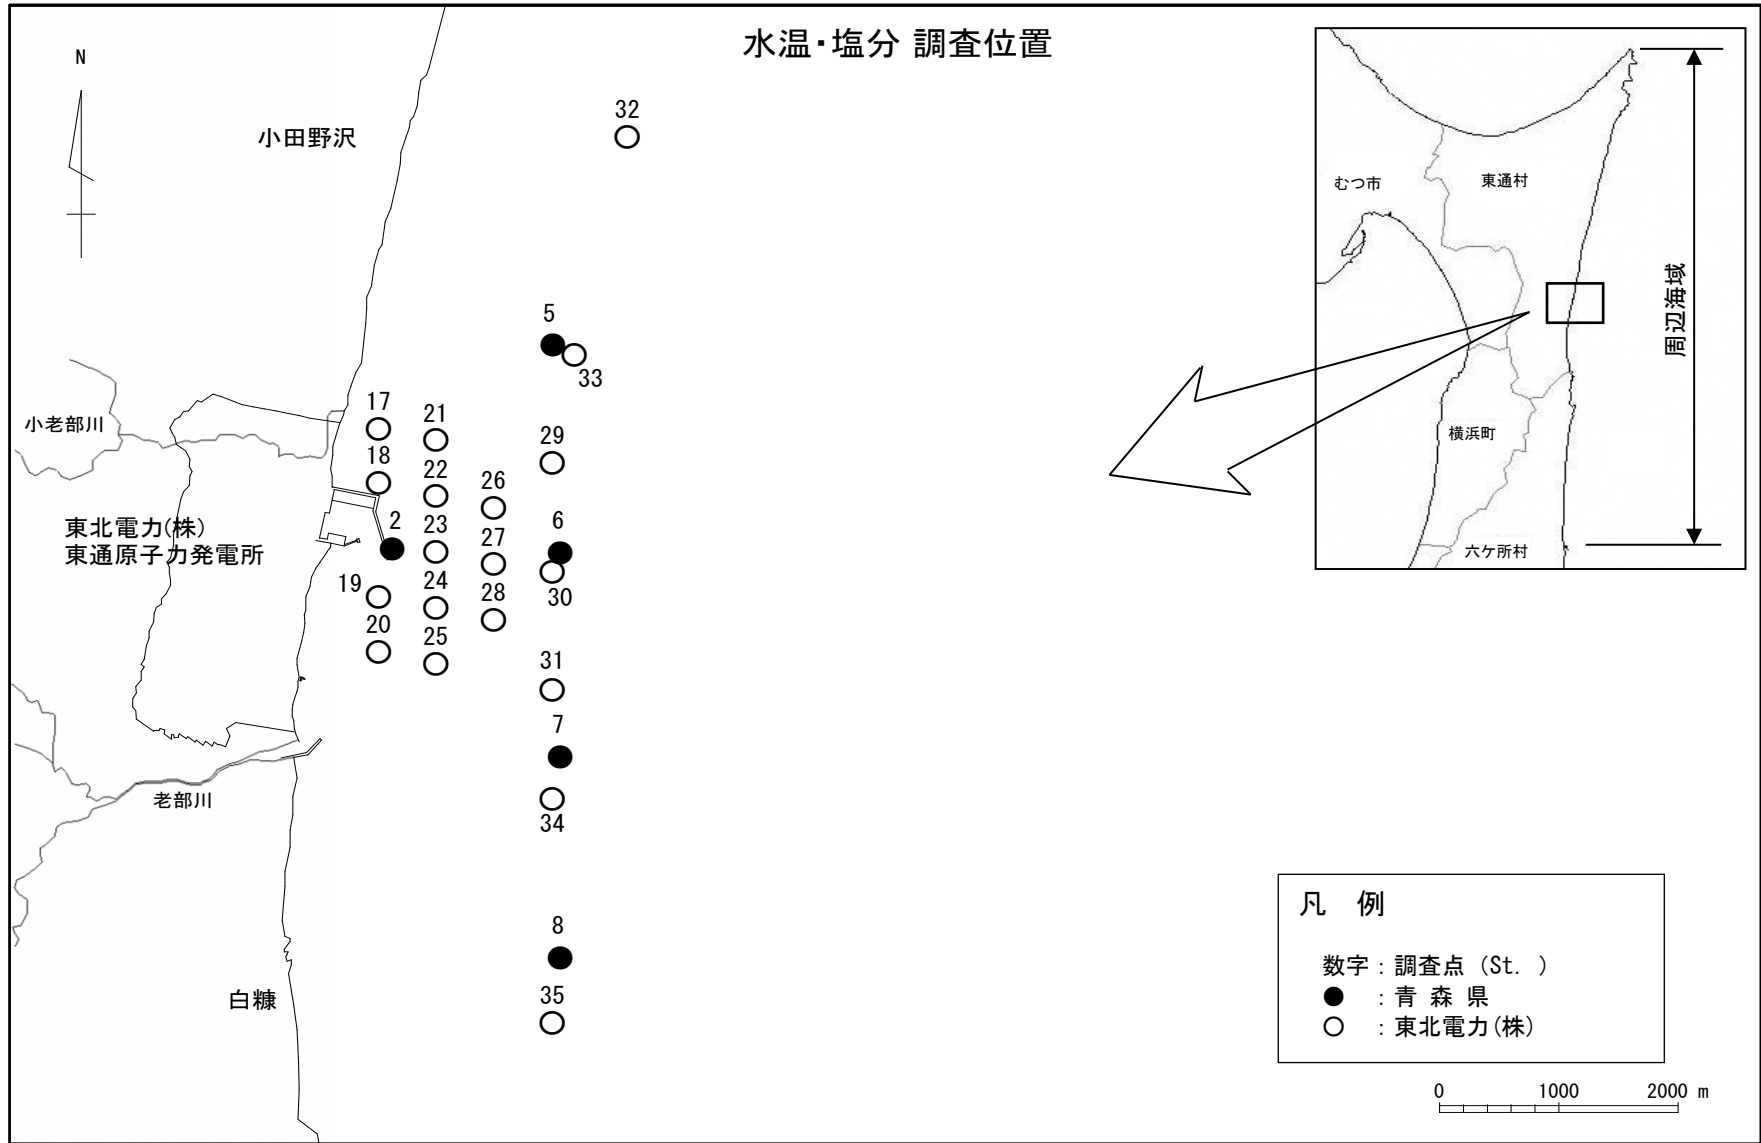 水温・塩分 調査位置
N
小田野沢
32
5
33
小老部川
17
21
29
18
22
26
東北電力(株)
東通原子力発電所
2
23
6
27
19
24
28
30
20
25
31
7
老部川
34
8
白糠
35
むつ市
東通村
周辺海域
横浜町
六ケ所村
凡 例
数字：調査点（St. ）
●：青 森 県
○：東北電力(株)
0 1000 2000 m